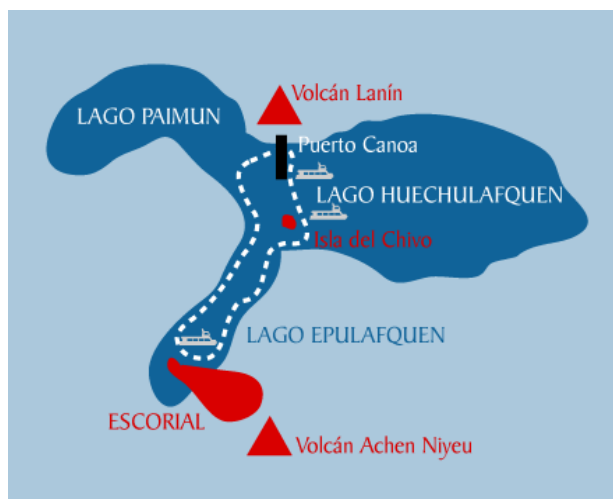 Volcán Lanín
LAGO PAIMUN
Puerto Canoa
LAGO HUECHULAFQUEN
Isla del Chivo
LAGO EPULAFQUEN
ESCORIAL
Volcán Achen Niyeu